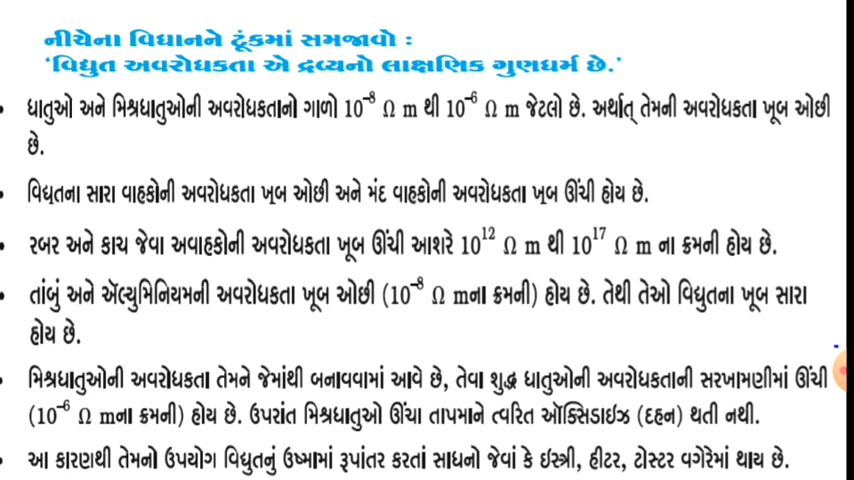 નીચેના વિધાનને ટૂંકમાં સમજાવો :
‘વિદ્યુત અવરોધકતા એ દ્રવ્યનો લાક્ષણિક ગુણધર્મ છે.’
• ધાતુઓ અને મિશ્રધાતુઓની અવરોધકતાનો ગાળો 10⁻⁸ Ω m થી 10⁻⁶ Ω m જેટલો છે. અર્થાત્ તેમની અવરોધકતા ખૂબ ઓછી
છે.
• વિદ્યુતના સારા વાહકોની અવરોધકતા ખૂબ ઓછી અને મંદ વાહકોની અવરોધકતા ખૂબ ઊંચી હોય છે.
• રબર અને કાચ જેવા અવાહકોની અવરોધકતા ખૂબ ઊંચી આશરે 10¹² Ω m થી 10¹⁷ Ω m ના ક્રમની હોય છે.
• તાંબું અને ઍલ્યુમિનિયમની અવરોધકતા ખૂબ ઓછી (10⁻⁸ Ω mના ક્રમની) હોય છે. તેથી તેઓ વિદ્યુતના ખૂબ સારા
હોય છે.
• મિશ્રધાતુઓની અવરોધકતા તેમને જેમાંથી બનાવવામાં આવે છે, તેવા શુદ્ધ ધાતુઓની અવરોધકતાની સરખામણીમાં ઊંચી
(10⁻⁶ Ω mના ક્રમની) હોય છે. ઉપરાંત મિશ્રધાતુઓ ઊંચા તાપમાને ત્વરિત ઑક્સિડાઇઝ (દહન) થતી નથી.
• આ કારણથી તેમનો ઉપયોગ વિદ્યુતનું ઉષ્મામાં રૂપાંતર કરતાં સાધનો જેવાં કે ઇસ્ત્રી, હીટર, ટોસ્ટર વગેરેમાં થાય છે.